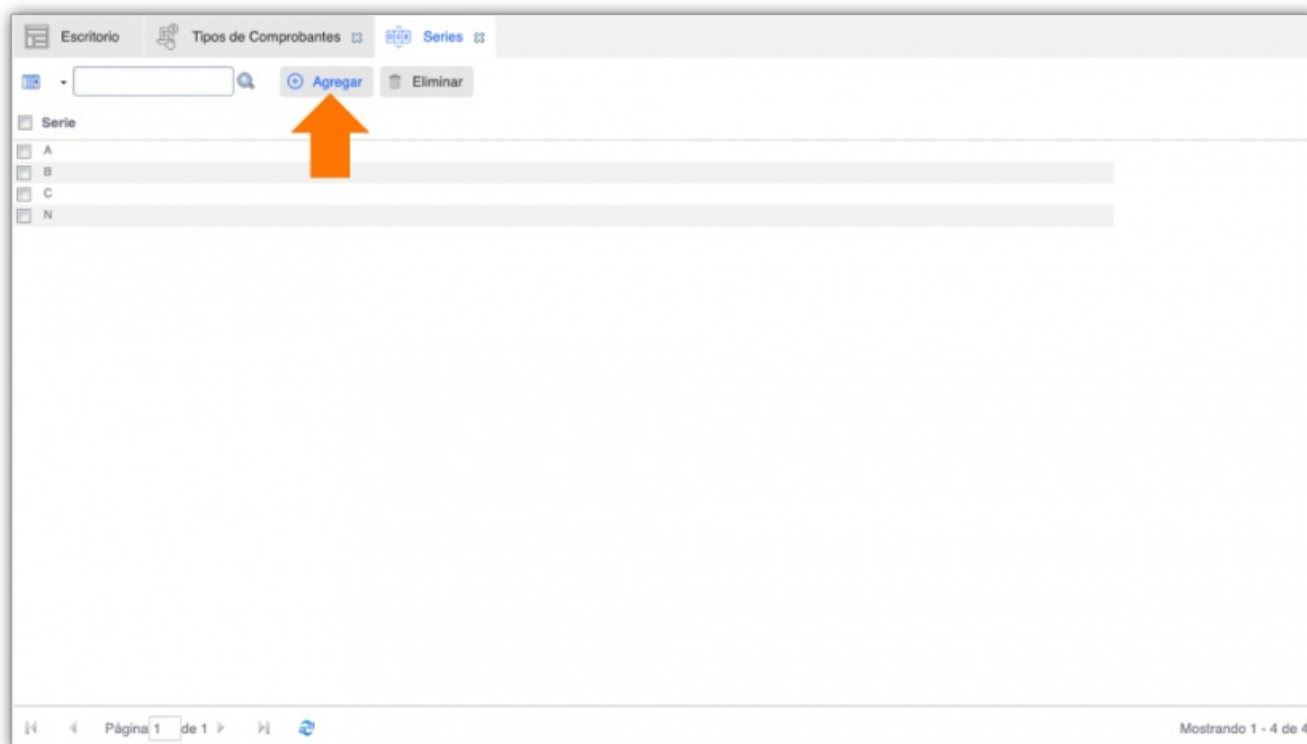 Escritorio Tipos de Comprobantes Series
Agregar Eliminar
Serie
A
B
C
N
Página 1 de 1 Mostrando 1 - 4 de 4